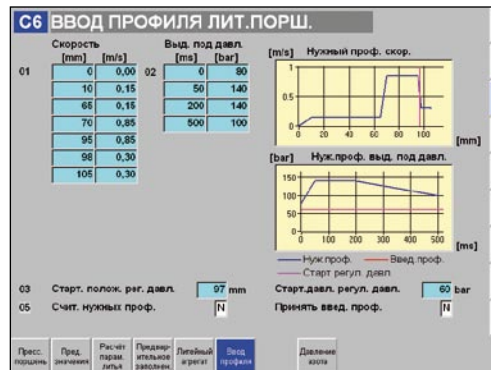 C6 ВВОД ПРОФИЛЯ ЛИТ.ПОРШ.
Скорость Выд. под давл.
[mm] [m/s] [ms] [bar]
01 0 0,00 02 0 80
10 0,15 50 140
65 0,15 200 140
70 0,85 500 100
95 0,85
98 0,30
105 0,30
[m/s] Нужный проф. скор.
1
0.5
0
0 20 40 60 80 100
[mm]
[bar] Нуж.проф. выд. под давл.
150
100
50
0
0 100 200 300 400 500
[ms]
Нуж.проф. Введ.проф.
Старт регул. давл.
03 Старт. полож. рег. давл. 97 mm Старт.давл. регул. давл. 60 bar
05 Счит. нужных проф. N Принять введ. проф. N
Пресс. поршень
Пред. значения
Расчёт парам. литья
Предвар- ительное заполнен.
Литейный агрегат
Ввод профиля
Давление азота